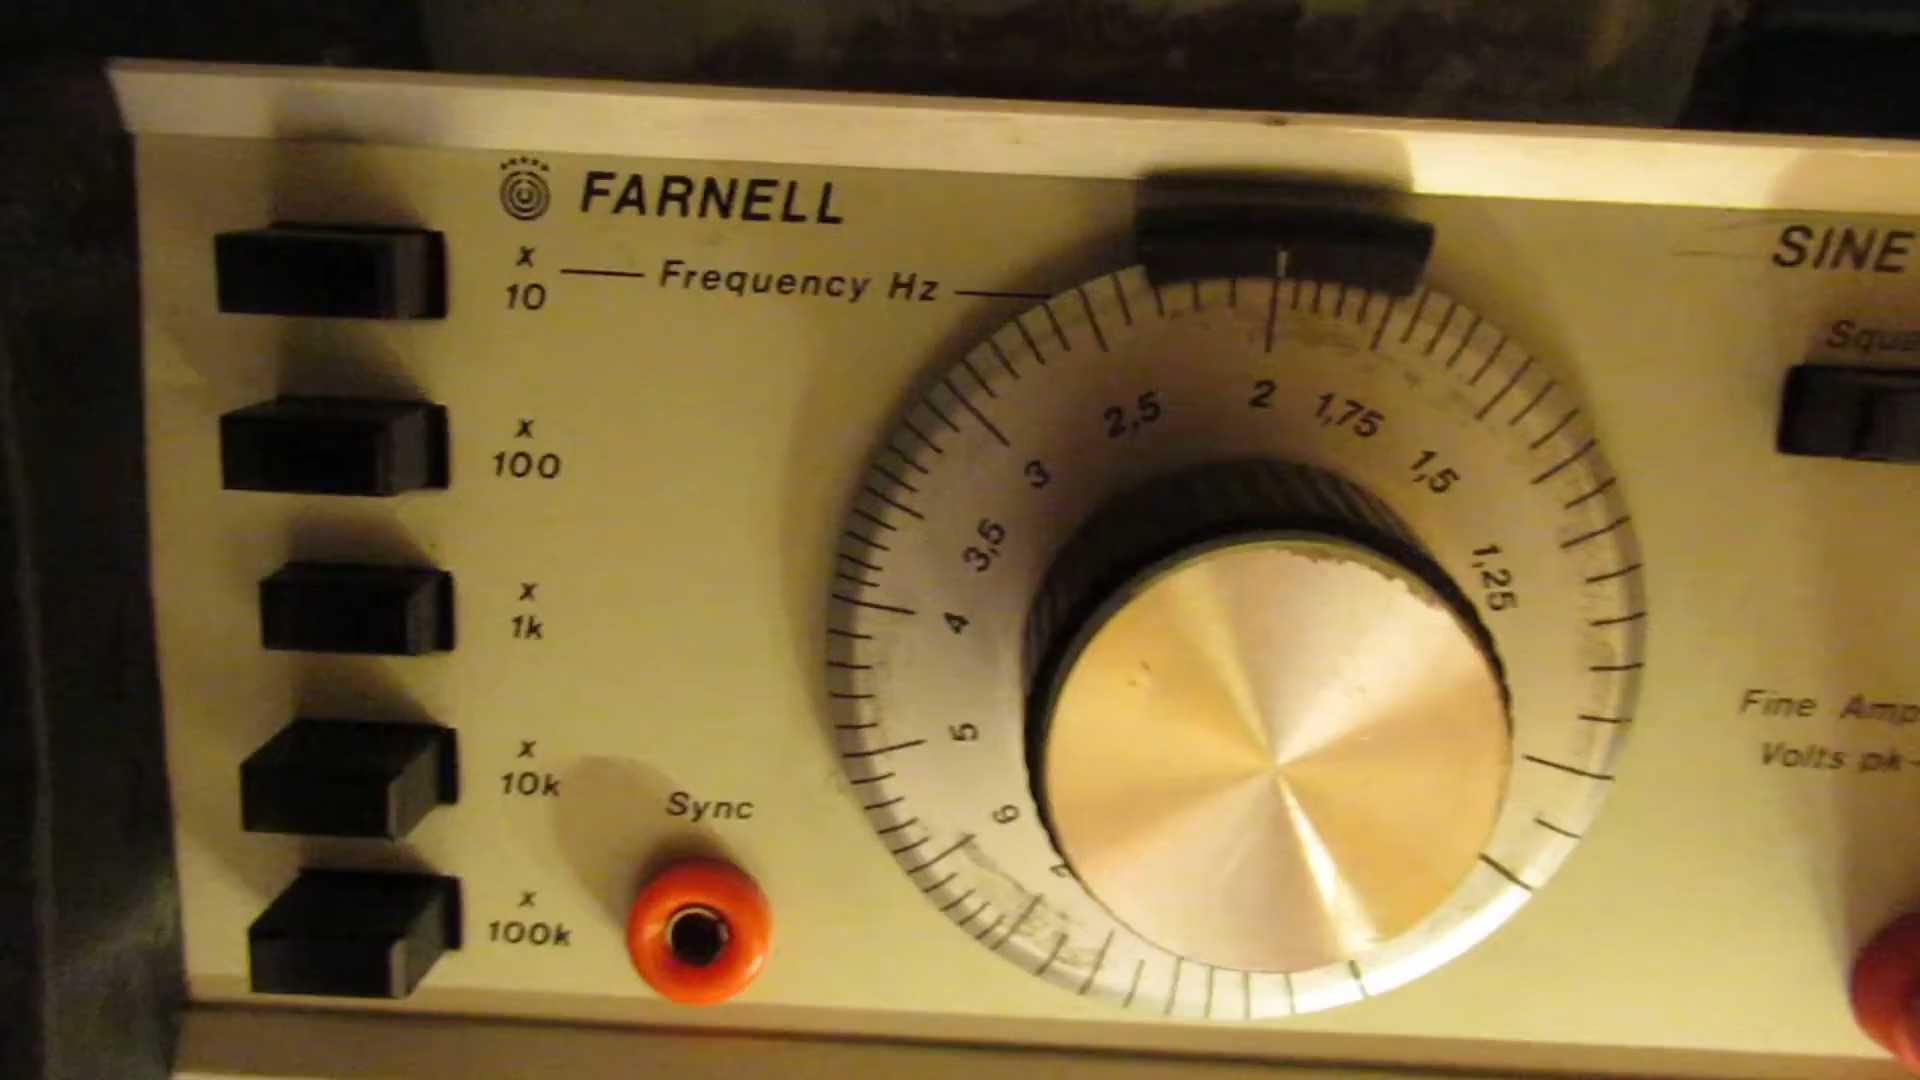 FARNELL
x
10
Frequency Hz
x
100
x
1k
x
10k
x
100k
Sync
2,5
2
1,75
1,5
1,25
3
3,5
4
5
6
SINE
Fine
Volts pk-